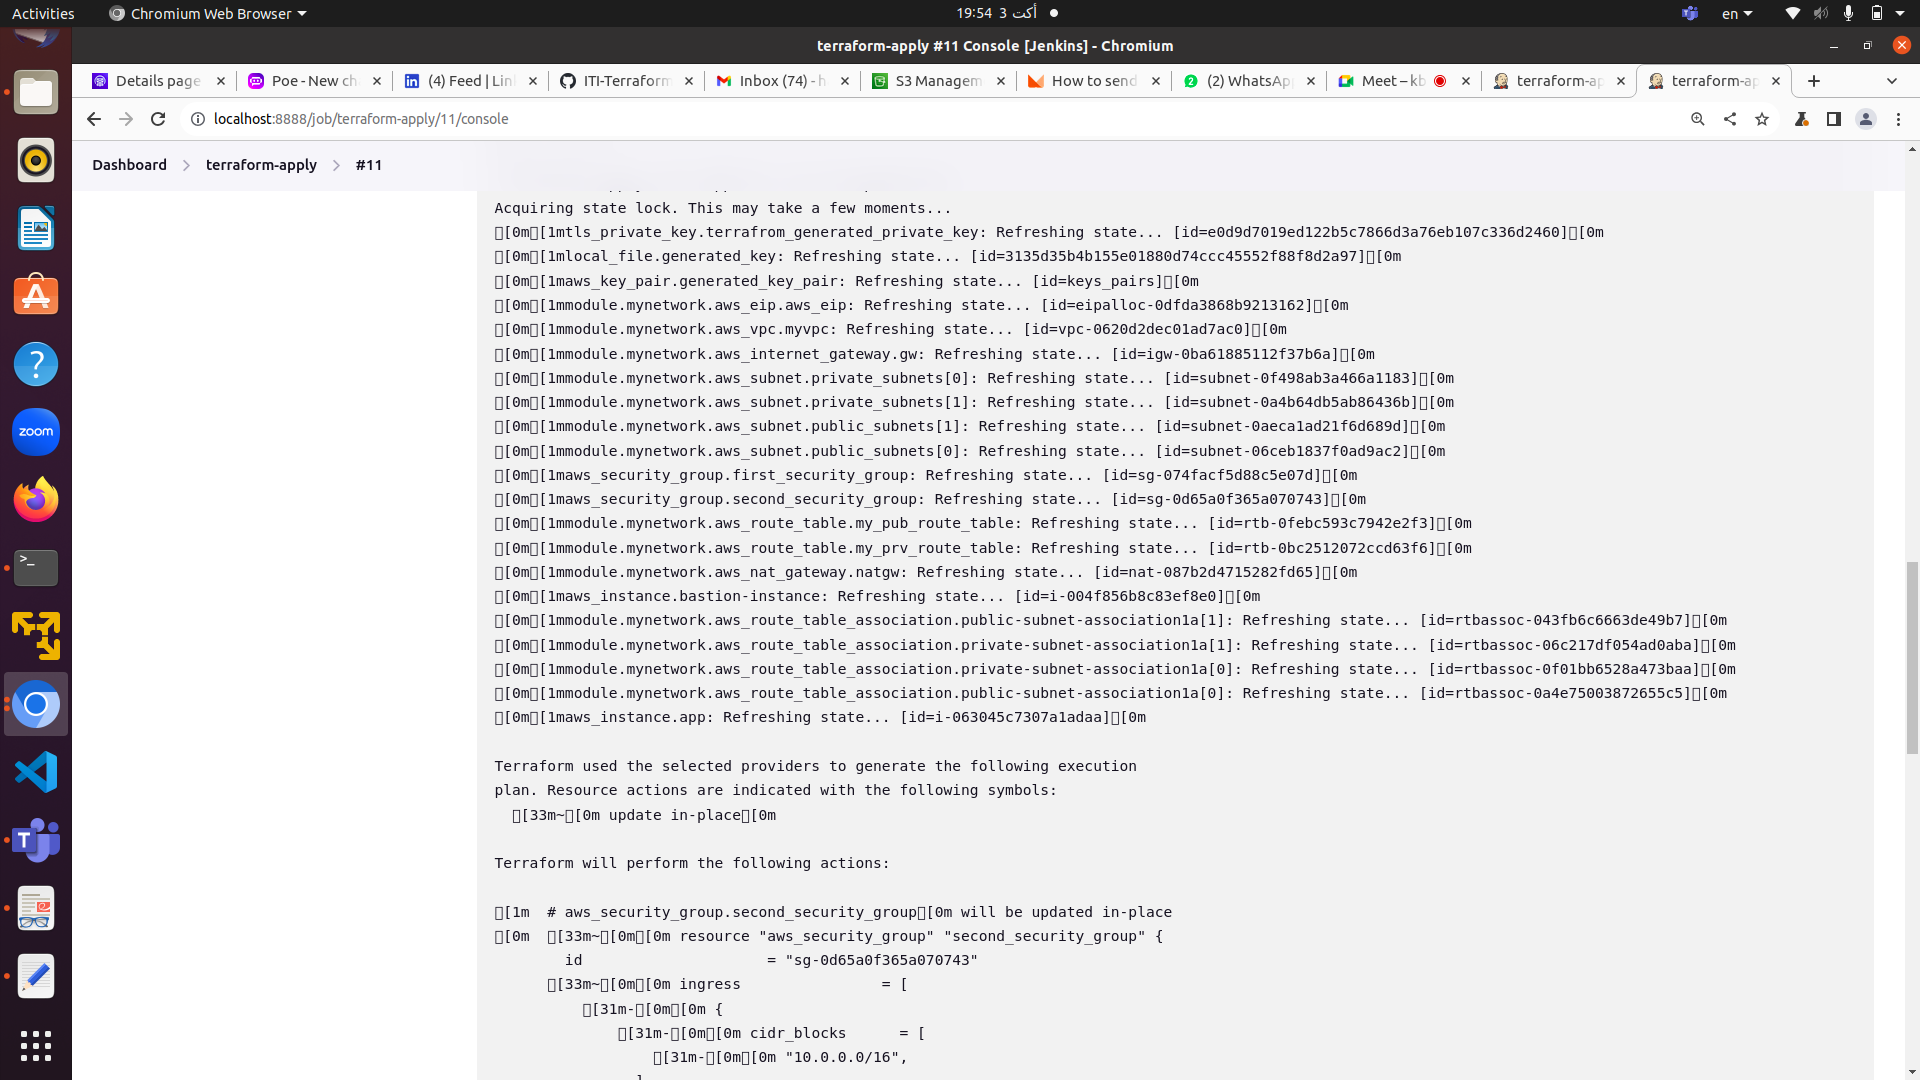 Activities
Chromium Web Browser
19:54 3 أكت
en
terraform-apply #11 Console [Jenkins] - Chromium
Details page
Poe - New ch
(4) Feed | Lin
ITI-Terraform
Inbox (74) - h
S3 Managem
How to send
(2) WhatsAp
Meet – kb
terraform-ap
terraform-ap
localhost:8888/job/terraform-apply/11/console
Dashboard
terraform-apply
#11
Acquiring state lock. This may take a few moments...
[0m[1mtls_private_key.terrafrom_generated_private_key: Refreshing state... [id=e0d9d7019ed122b5c7866d3a76eb107c336d2460][0m
[0m[1mlocal_file.generated_key: Refreshing state... [id=3135d35b4b155e01880d74ccc45552f88f8d2a97][0m
[0m[1maws_key_pair.generated_key_pair: Refreshing state... [id=keys_pairs][0m
[0m[1mmodule.mynetwork.aws_eip.aws_eip: Refreshing state... [id=eipalloc-0dfda3868b9213162][0m
[0m[1mmodule.mynetwork.aws_vpc.myvpc: Refreshing state... [id=vpc-0620d2dec01ad7ac0][0m
[0m[1mmodule.mynetwork.aws_internet_gateway.gw: Refreshing state... [id=igw-0ba61885112f37b6a][0m
[0m[1mmodule.mynetwork.aws_subnet.private_subnets[0]: Refreshing state... [id=subnet-0f498ab3a466a1183][0m
[0m[1mmodule.mynetwork.aws_subnet.private_subnets[1]: Refreshing state... [id=subnet-0a4b64db5ab86436b][0m
[0m[1mmodule.mynetwork.aws_subnet.public_subnets[1]: Refreshing state... [id=subnet-0aeca1ad21f6d689d][0m
[0m[1mmodule.mynetwork.aws_subnet.public_subnets[0]: Refreshing state... [id=subnet-06ceb1837f0ad9ac2][0m
[0m[1maws_security_group.first_security_group: Refreshing state... [id=sg-074facf5d88c5e07d][0m
[0m[1maws_security_group.second_security_group: Refreshing state... [id=sg-0d65a0f365a070743][0m
[0m[1mmodule.mynetwork.aws_route_table.my_pub_route_table: Refreshing state... [id=rtb-0febc593c7942e2f3][0m
[0m[1mmodule.mynetwork.aws_route_table.my_prv_route_table: Refreshing state... [id=rtb-0bc2512072ccd63f6][0m
[0m[1mmodule.mynetwork.aws_nat_gateway.natgw: Refreshing state... [id=nat-087b2d4715282fd65][0m
[0m[1maws_instance.bastion-instance: Refreshing state... [id=i-004f856b8c83ef8e0][0m
[0m[1mmodule.mynetwork.aws_route_table_association.public-subnet-association1a[1]: Refreshing state... [id=rtbassoc-043fb6c6663de49b7][0m
[0m[1mmodule.mynetwork.aws_route_table_association.private-subnet-association1a[1]: Refreshing state... [id=rtbassoc-06c217df054ad0aba][0m
[0m[1mmodule.mynetwork.aws_route_table_association.private-subnet-association1a[0]: Refreshing state... [id=rtbassoc-0f01bb6528a473baa][0m
[0m[1mmodule.mynetwork.aws_route_table_association.public-subnet-association1a[0]: Refreshing state... [id=rtbassoc-0a4e75003872655c5][0m
[0m[1maws_instance.app: Refreshing state... [id=i-063045c7307a1adaa][0m
Terraform used the selected providers to generate the following execution
plan. Resource actions are indicated with the following symbols:
[33m~[0m update in-place[0m
Terraform will perform the following actions:
[1m  # aws_security_group.second_security_group[0m will be updated in-place
[0m  [33m~[0m[0m resource "aws_security_group" "second_security_group" {
id                     = "sg-0d65a0f365a070743"
[33m~[0m[0m ingress                = [
[31m-[0m[0m {
[31m-[0m[0m cidr_blocks      = [
[31m-[0m[0m "10.0.0.0/16",
zoom